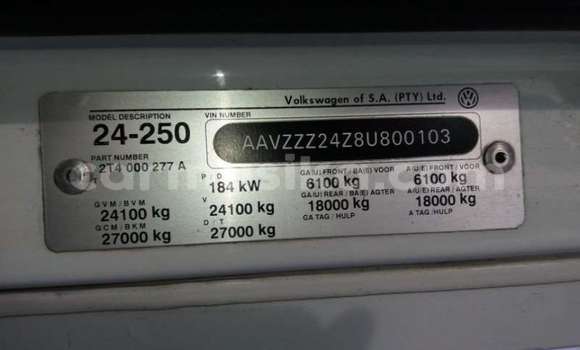 Volkswagen of S.A. (PTY) Ltd.
MODEL DESCRIPTION VIN NUMBER
24-250 AAVZZZ24Z8U800103
PART NUMBER
2T4 000 277 A
P / D GA(U)FRONT/BA(E)VOOR A(U/E)FRONT/VOOR
184 kW 6100 kg 6100 kg
GVM/BVM V GA(U)REAR/BA(E)AGTER A(U/E)REAR/AGTER
24100 kg 24100 kg 18000 kg 18000 kg
GCM/BKM D/T GA TAG/HULP A TAG/HULP
27000 kg 27000 kg